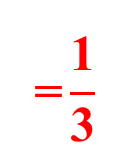 = 1/3